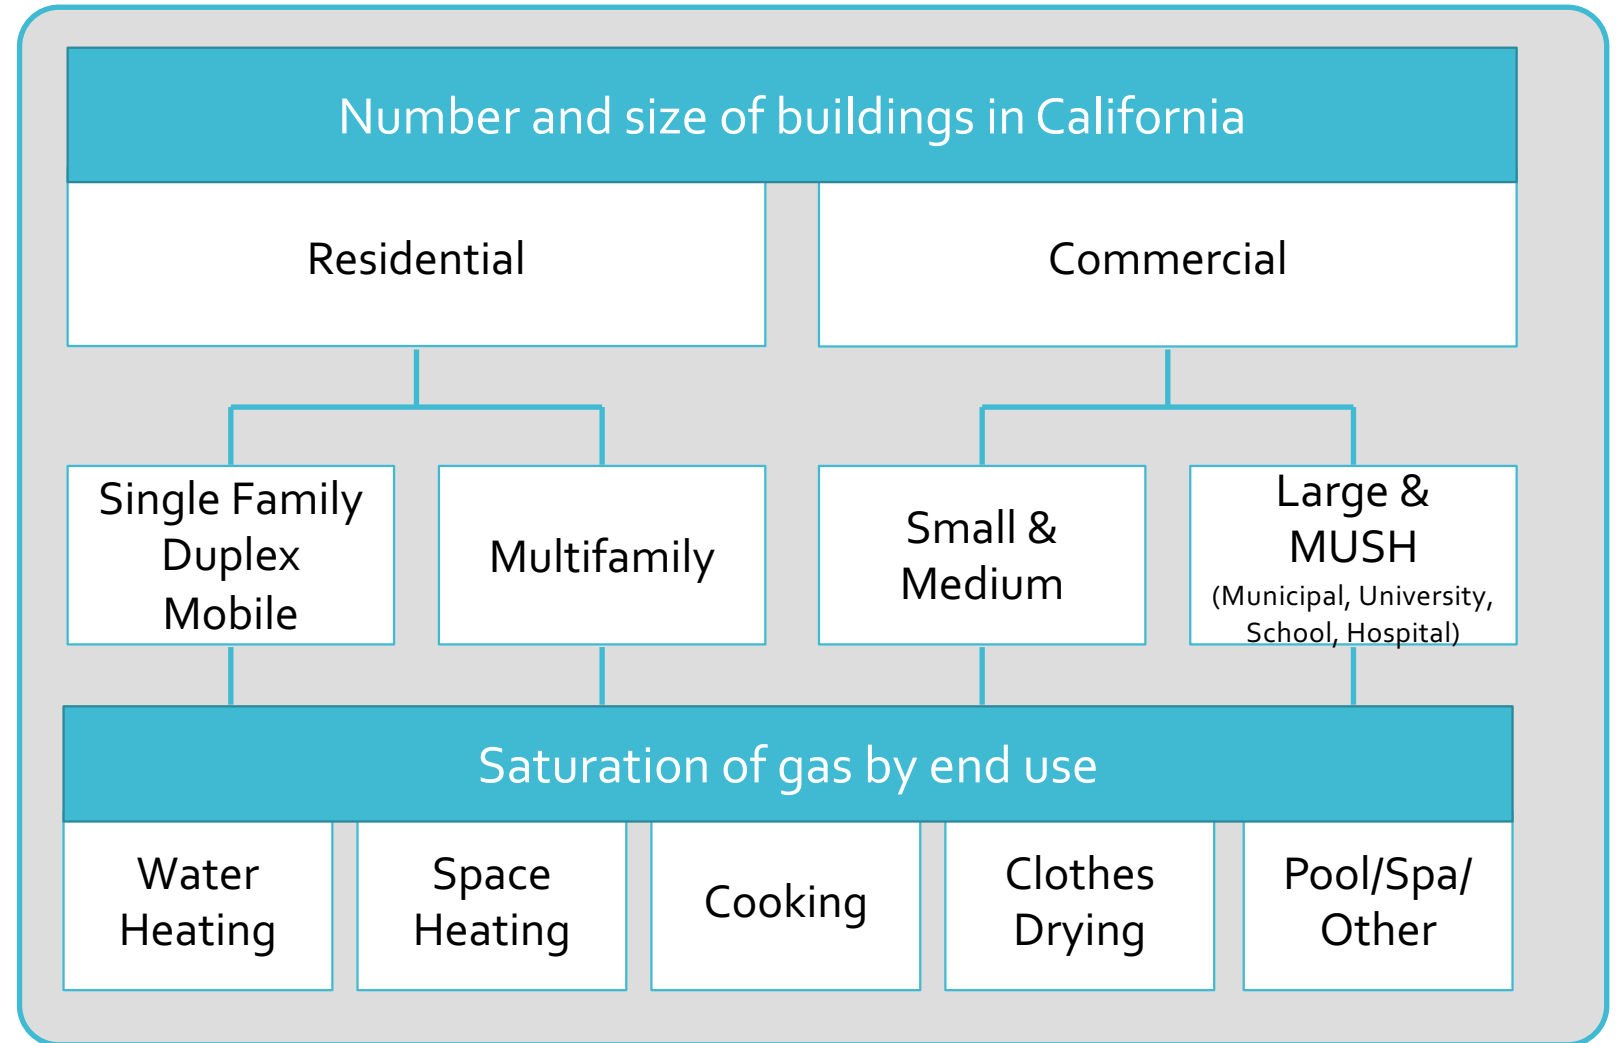 Number and size of buildings in California
Residential
Commercial
Single Family
Duplex
Mobile
Multifamily
Small &
Medium
Large &
MUSH
(Municipal, University,
School, Hospital)
Saturation of gas by end use
Water
Heating
Space
Heating
Cooking
Clothes
Drying
Pool/Spa/
Other